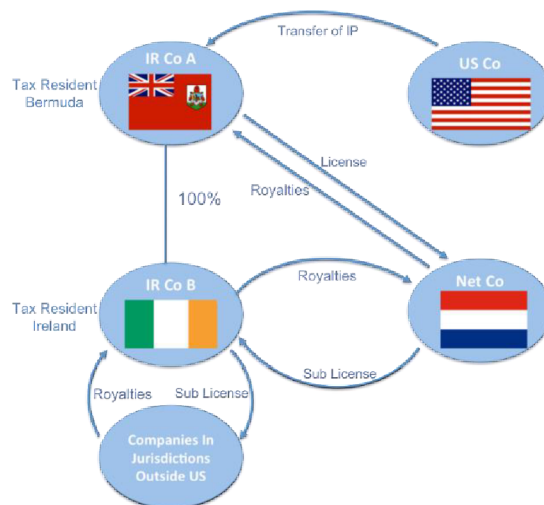 Transfer of IP
IR Co A
US Co
Tax Resident
Bermuda
License
Royalties
100%
IR Co B
Royalties
Net Co
Tax Resident
Ireland
Sub License
Royalties
Sub License
Companies In
Jurisdictions
Outside US